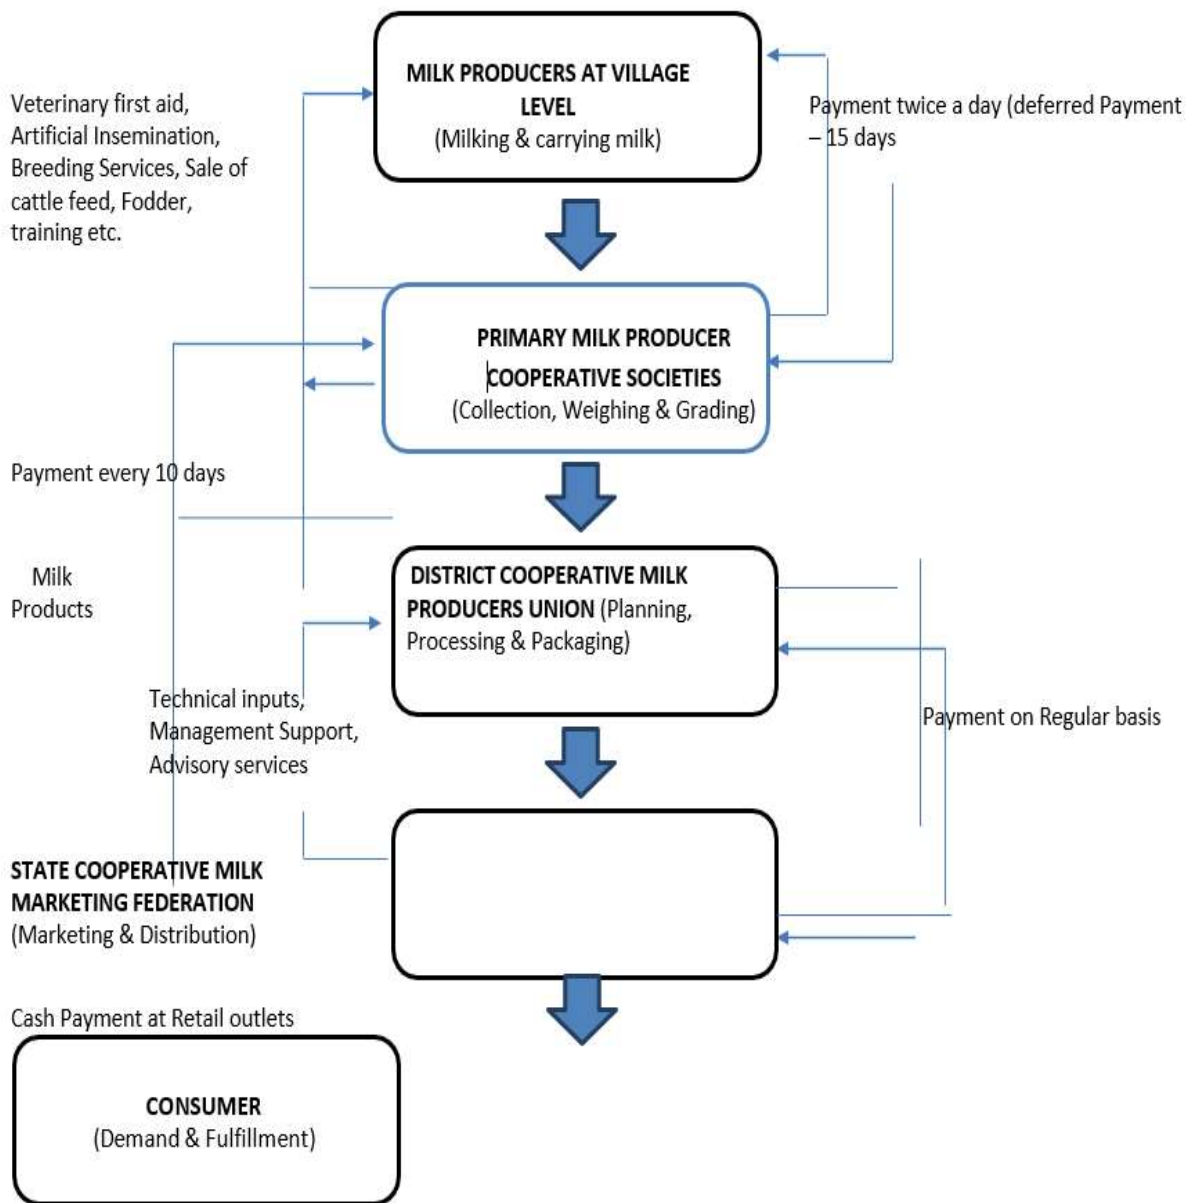 MILK PRODUCERS AT VILLAGE
LEVEL
(Milking & carrying milk)
Veterinary first aid,
Artificial Insemination,
Breeding Services, Sale of
cattle feed, Fodder,
training etc.
Payment twice a day (deferred Payment
– 15 days
PRIMARY MILK PRODUCER
COOPERATIVE SOCIETIES
(Collection, Weighing & Grading)
Payment every 10 days
Milk
Products
DISTRICT COOPERATIVE MILK
PRODUCERS UNION (Planning,
Processing & Packaging)
Technical inputs,
Management Support,
Advisory services
Payment on Regular basis
STATE COOPERATIVE MILK
MARKETING FEDERATION
(Marketing & Distribution)
Cash Payment at Retail outlets
CONSUMER
(Demand & Fulfillment)